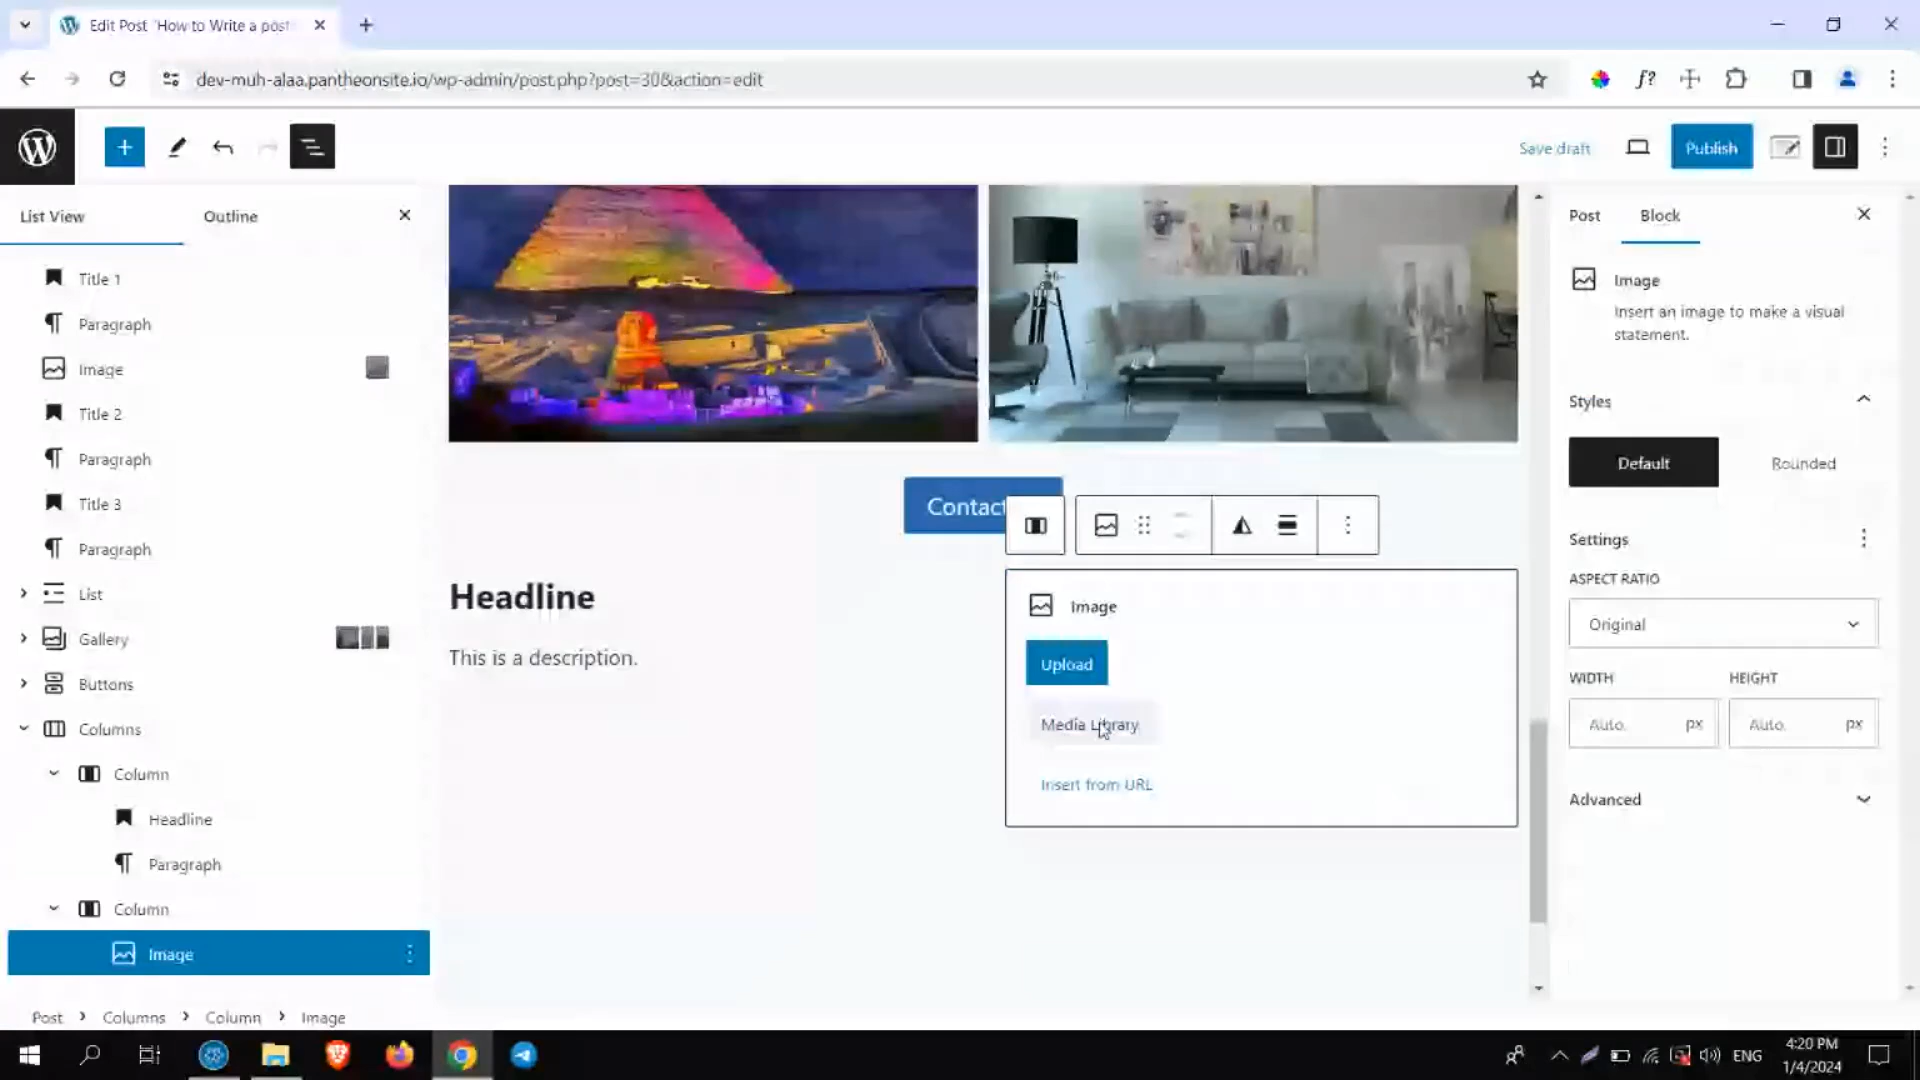 Edit Post "How to Write a post
dev-muh-alaa.pantheonsite.io/wp-admin/post.php?post=30&action=edit
f?
Save draft
Publish
List View
Outline
Title 1
Paragraph
Image
Title 2
Paragraph
Title 3
Paragraph
List
Gallery
Buttons
Columns
Column
Headline
Paragraph
Column
Image
Contact
Headline
This is a description.
Image
Upload
Media Library
Insert from URL
Post
Block
Image
Insert an image to make a visual
statement.
Styles
Default
Rounded
Settings
ASPECT RATIO
Original
WIDTH
HEIGHT
Auto
px
Auto
px
Advanced
Post > Columns > Column > Image
ENG
4:20 PM
1/4/2024